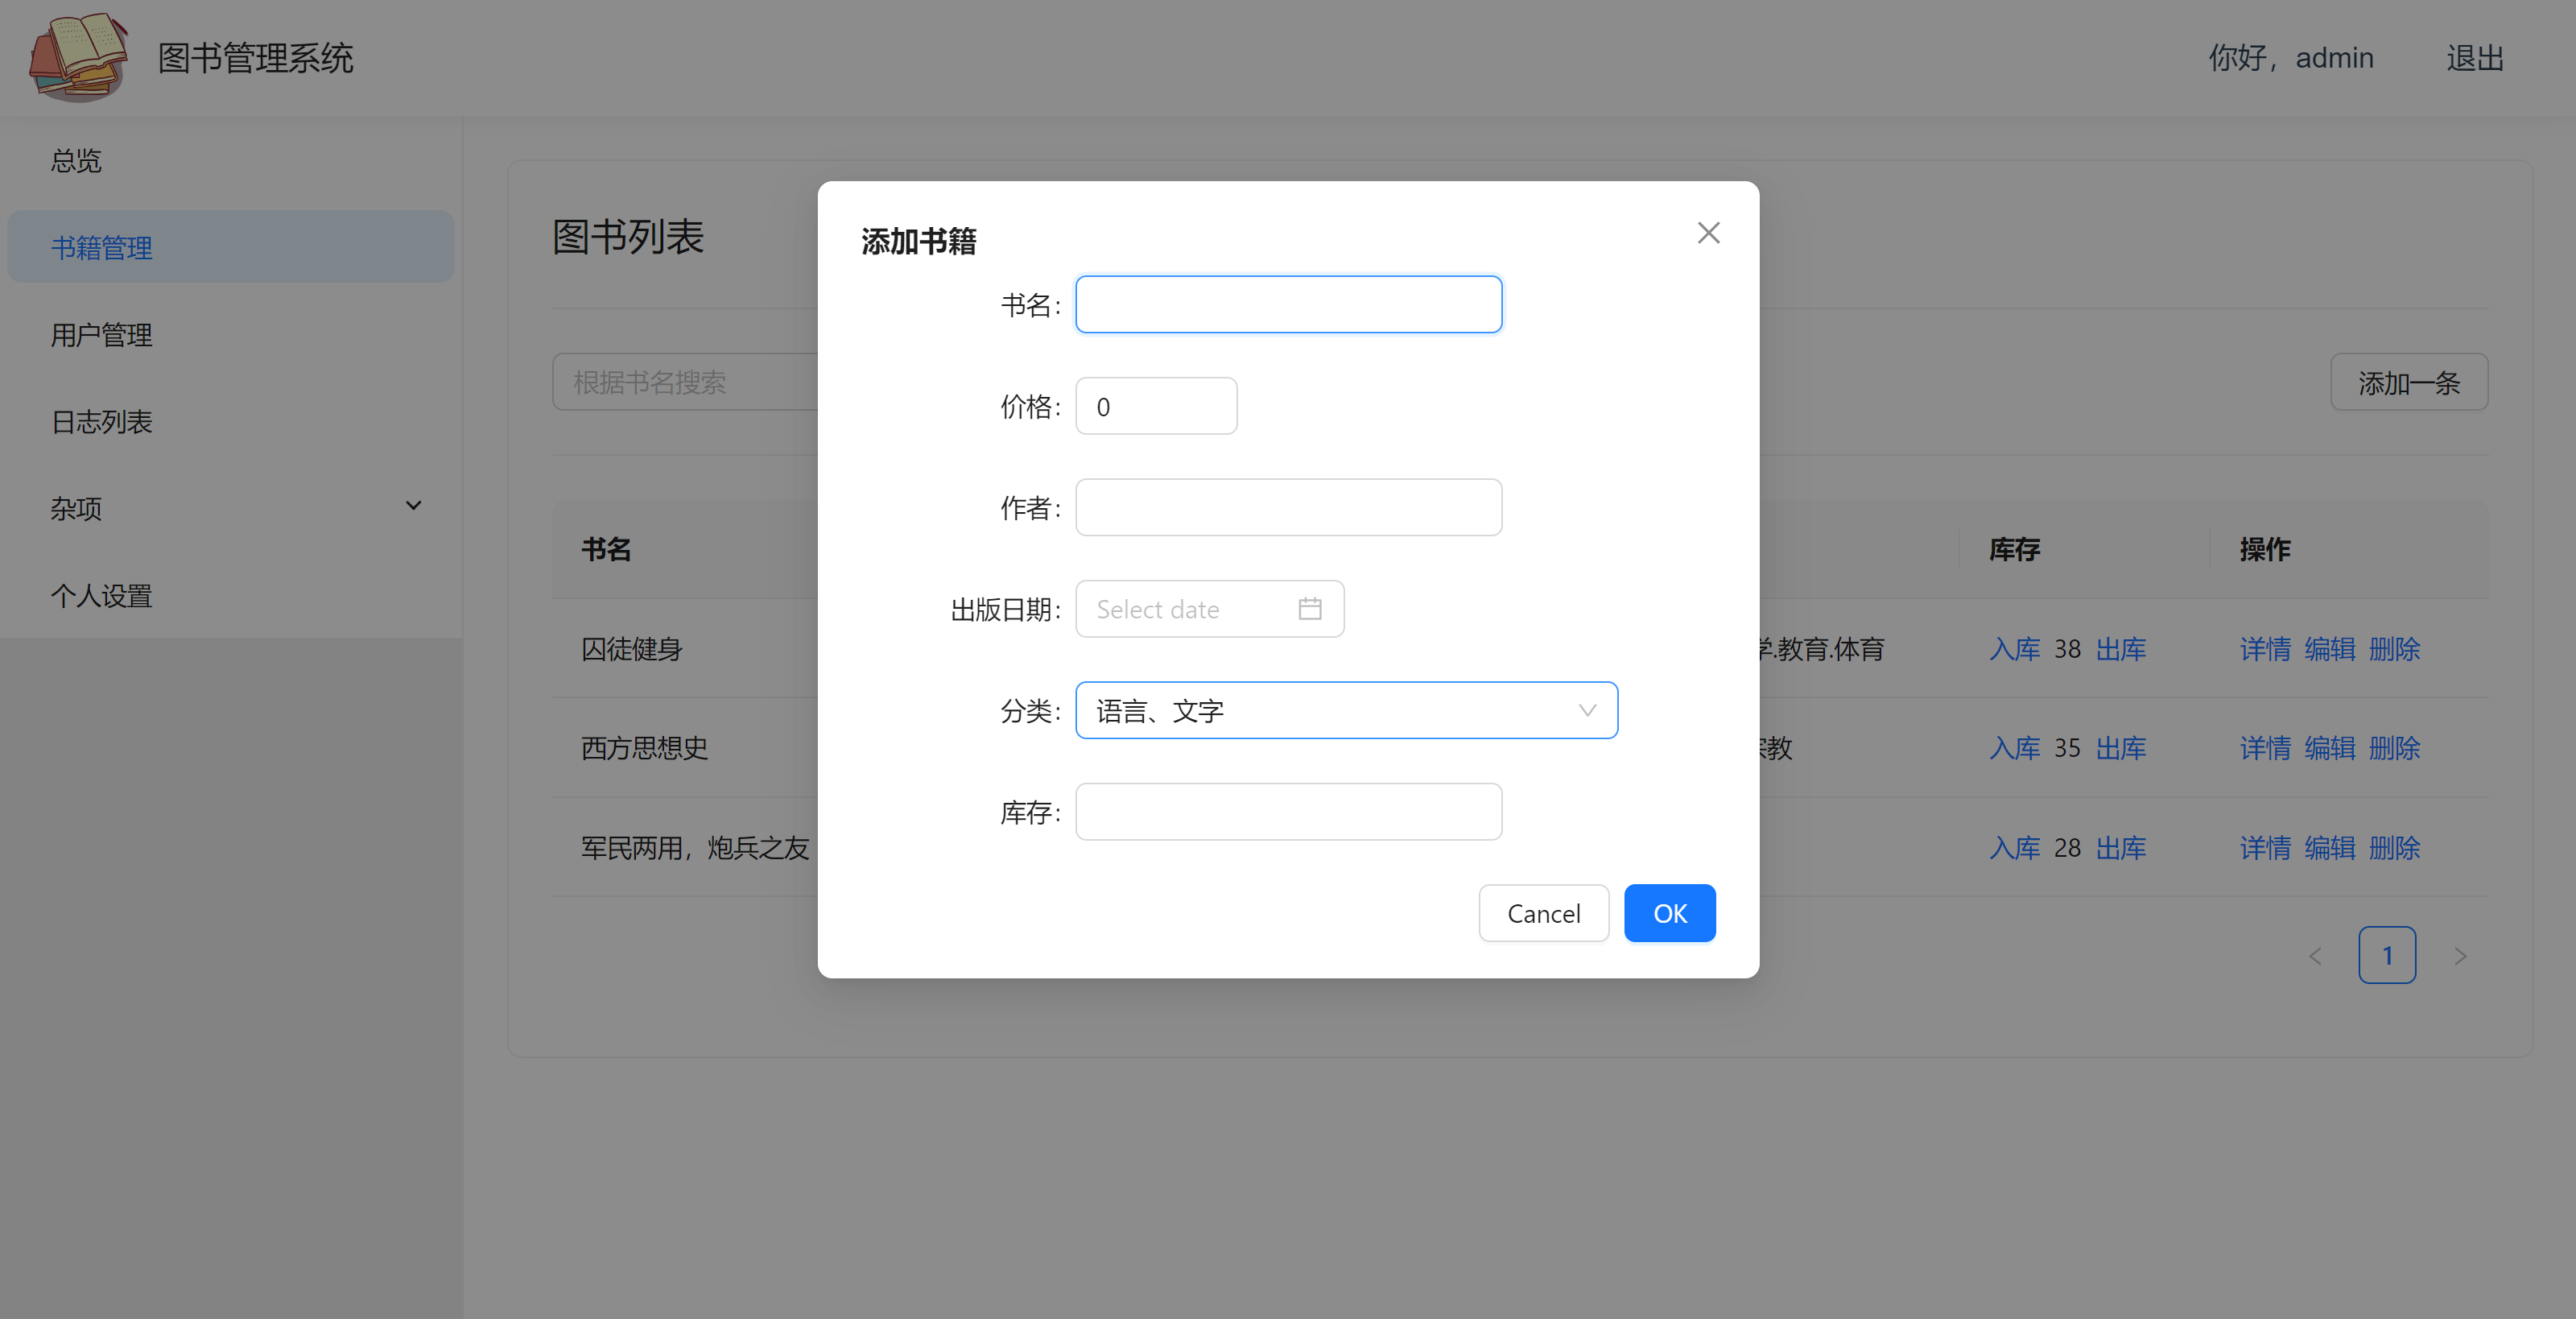 图书管理系统
你好，admin 退出
总览
书籍管理
用户管理
日志列表
杂项
个人设置
图书列表
根据书名搜索
添加一条
书名 库存 操作
囚徒健身 学.教育.体育 入库 38 出库 详情 编辑 删除
西方思想史 宗教 入库 35 出库 详情 编辑 删除
军民两用，炮兵之友 入库 28 出库 详情 编辑 删除
1
添加书籍
书名:
价格: 0
作者:
出版日期: Select date
分类: 语言、文字
库存:
Cancel OK